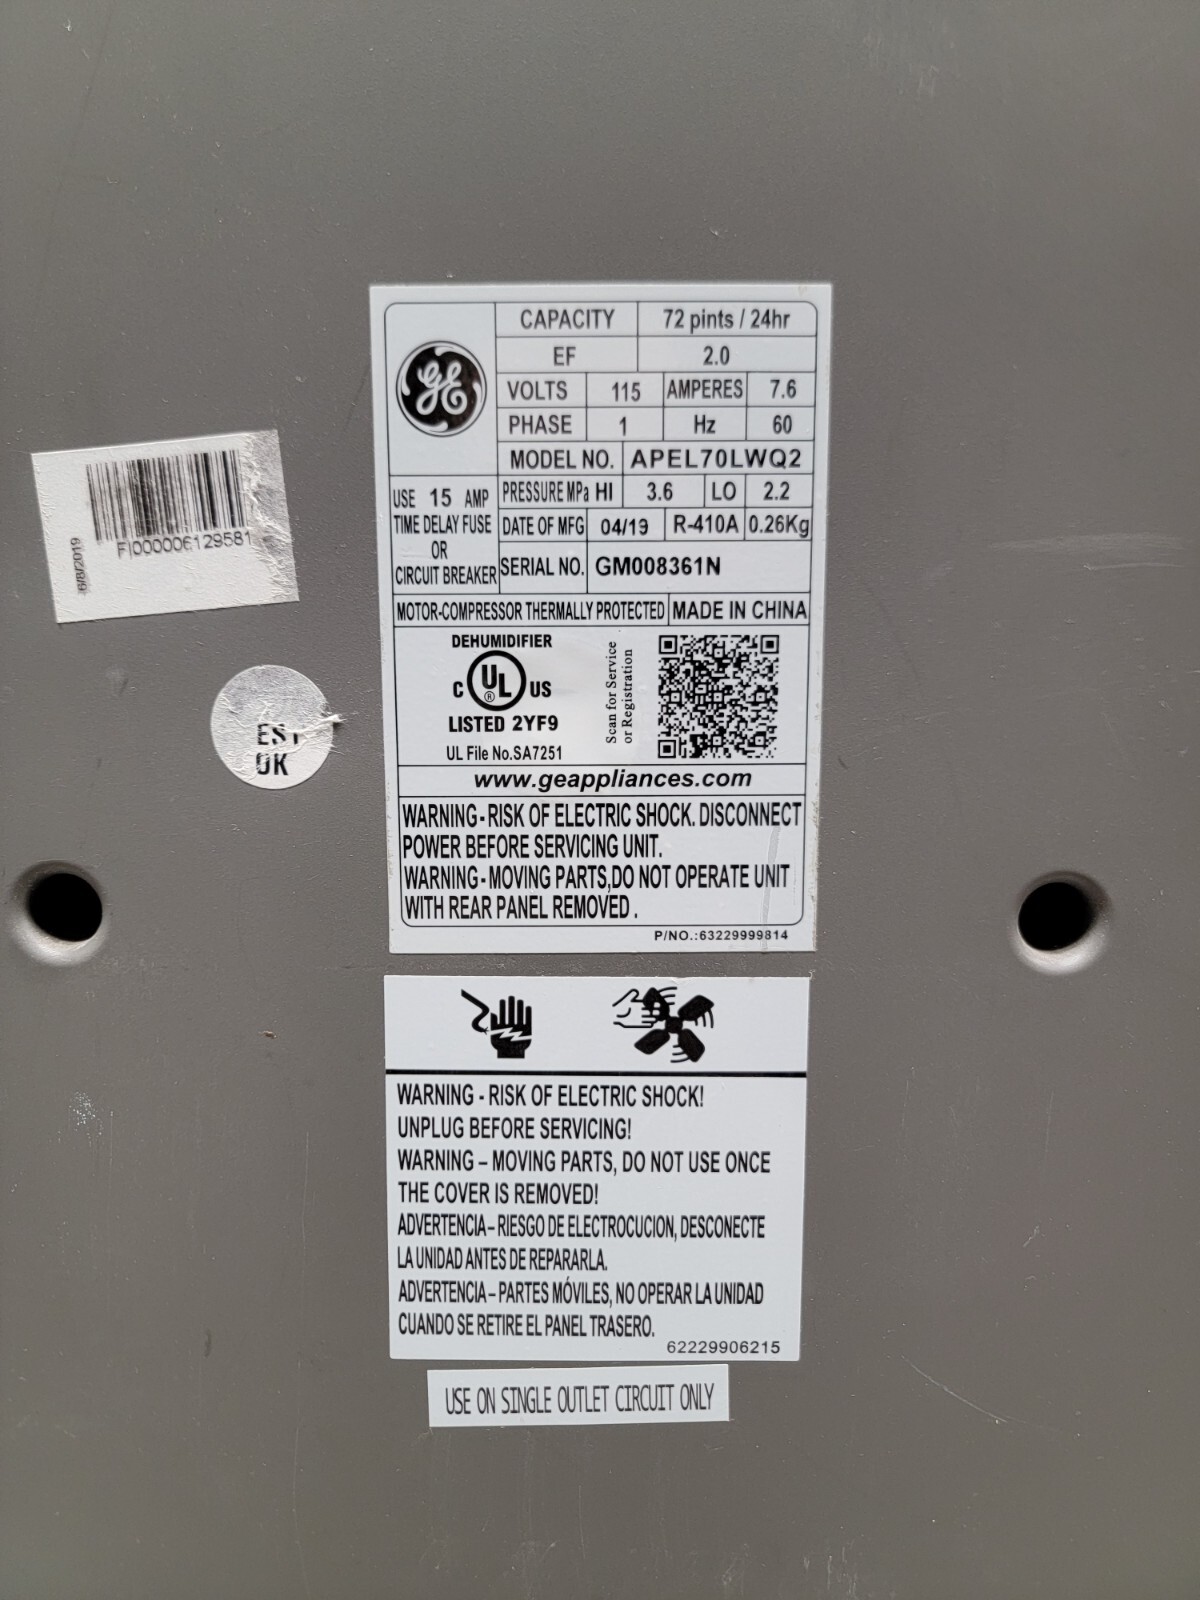 GE
CAPACITY 72 pints / 24hr
EF 2.0
VOLTS 115 AMPERES 7.6
PHASE 1 Hz 60
MODEL NO. APEL70LWQ2
USE 15 AMP
TIME DELAY FUSE
OR
CIRCUIT BREAKER
PRESSURE MPa HI 3.6 LO 2.2
DATE OF MFG 04/19 R-410A 0.26Kg
SERIAL NO. GM008361N
MOTOR-COMPRESSOR THERMALLY PROTECTED MADE IN CHINA
DEHUMIDIFIER
C UL ® US
LISTED 2YF9
UL File No.SA7251
Scan for Service
or Registration
www.geappliances.com
WARNING-RISK OF ELECTRIC SHOCK. DISCONNECT
POWER BEFORE SERVICING UNIT.
WARNING-MOVING PARTS,DO NOT OPERATE UNIT
WITH REAR PANEL REMOVED.
P/NO.:63229999814
6/8/2019
FI000006129581
OK
WARNING - RISK OF ELECTRIC SHOCK!
UNPLUG BEFORE SERVICING!
WARNING – MOVING PARTS, DO NOT USE ONCE
THE COVER IS REMOVED!
ADVERTENCIA– RIESGO DE ELECTROCUCION, DESCONECTE
LA UNIDAD ANTES DE REPARARLA.
ADVERTENCIA– PARTES MÓVILES, NO OPERAR LA UNIDAD
CUANDO SE RETIRE EL PANEL TRASERO.
62229906215
USE ON SINGLE OUTLET CIRCUIT ONLY